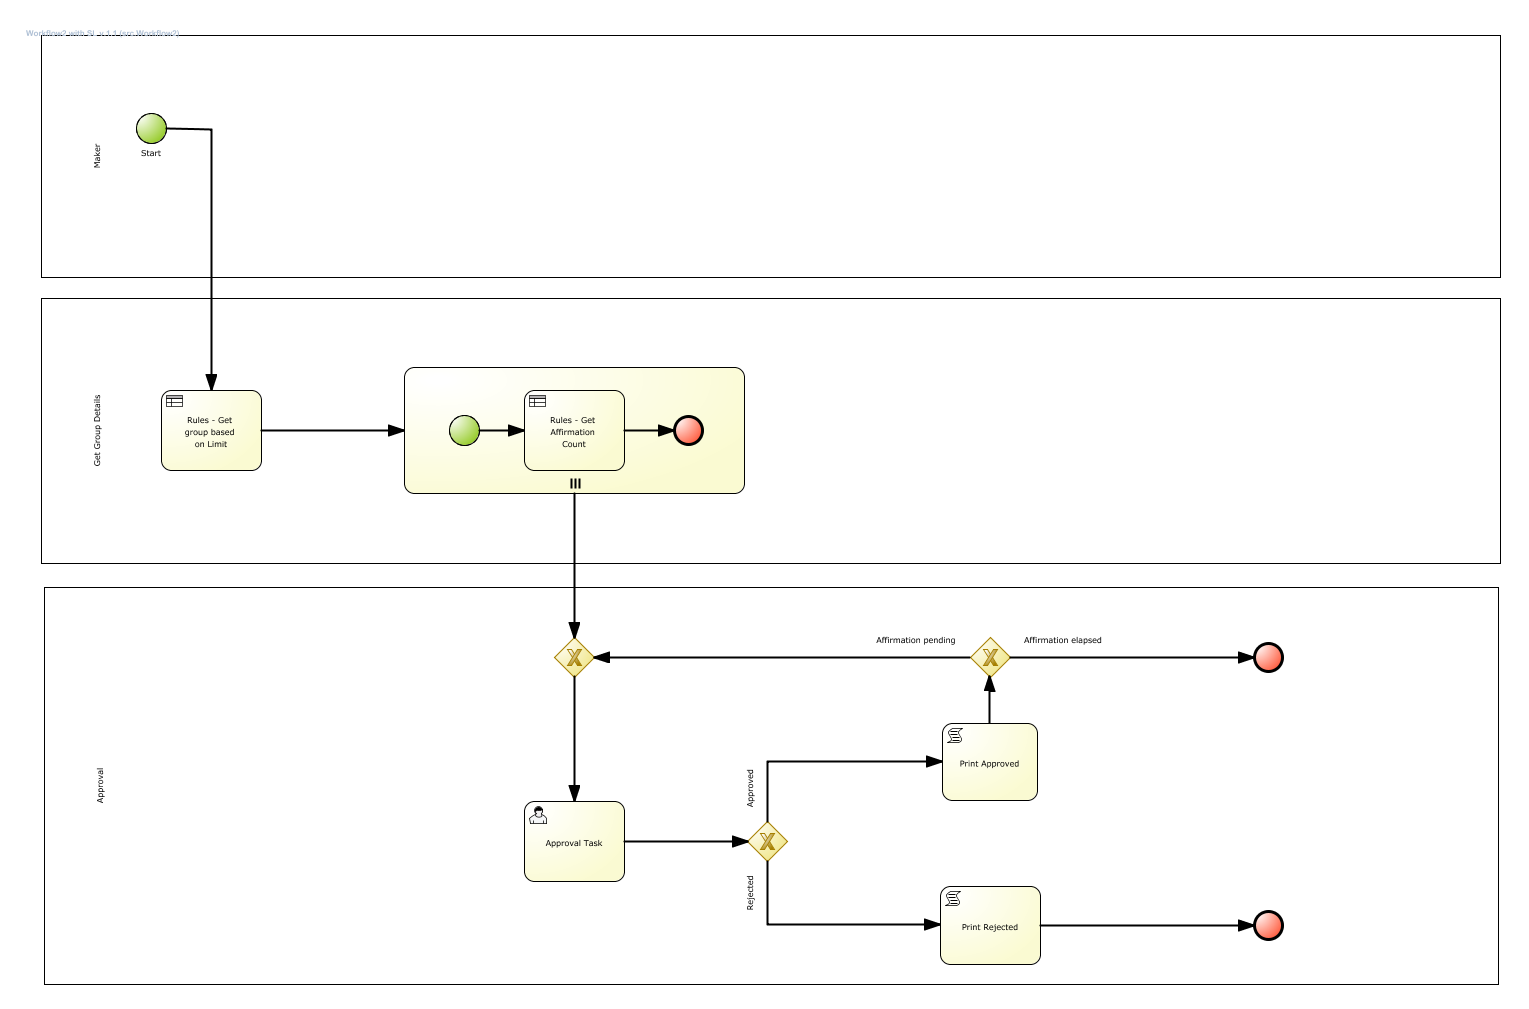 Workflow2 with SL v.1.1 (src Workflow2)
Maker
Start
Get Group Details
Rules - Get
group based
on Limit
Rules - Get
Affirmation
Count
Approval
Affirmation pending
Affirmation elapsed
Print Approved
Approved
Approval Task
Rejected
Print Rejected